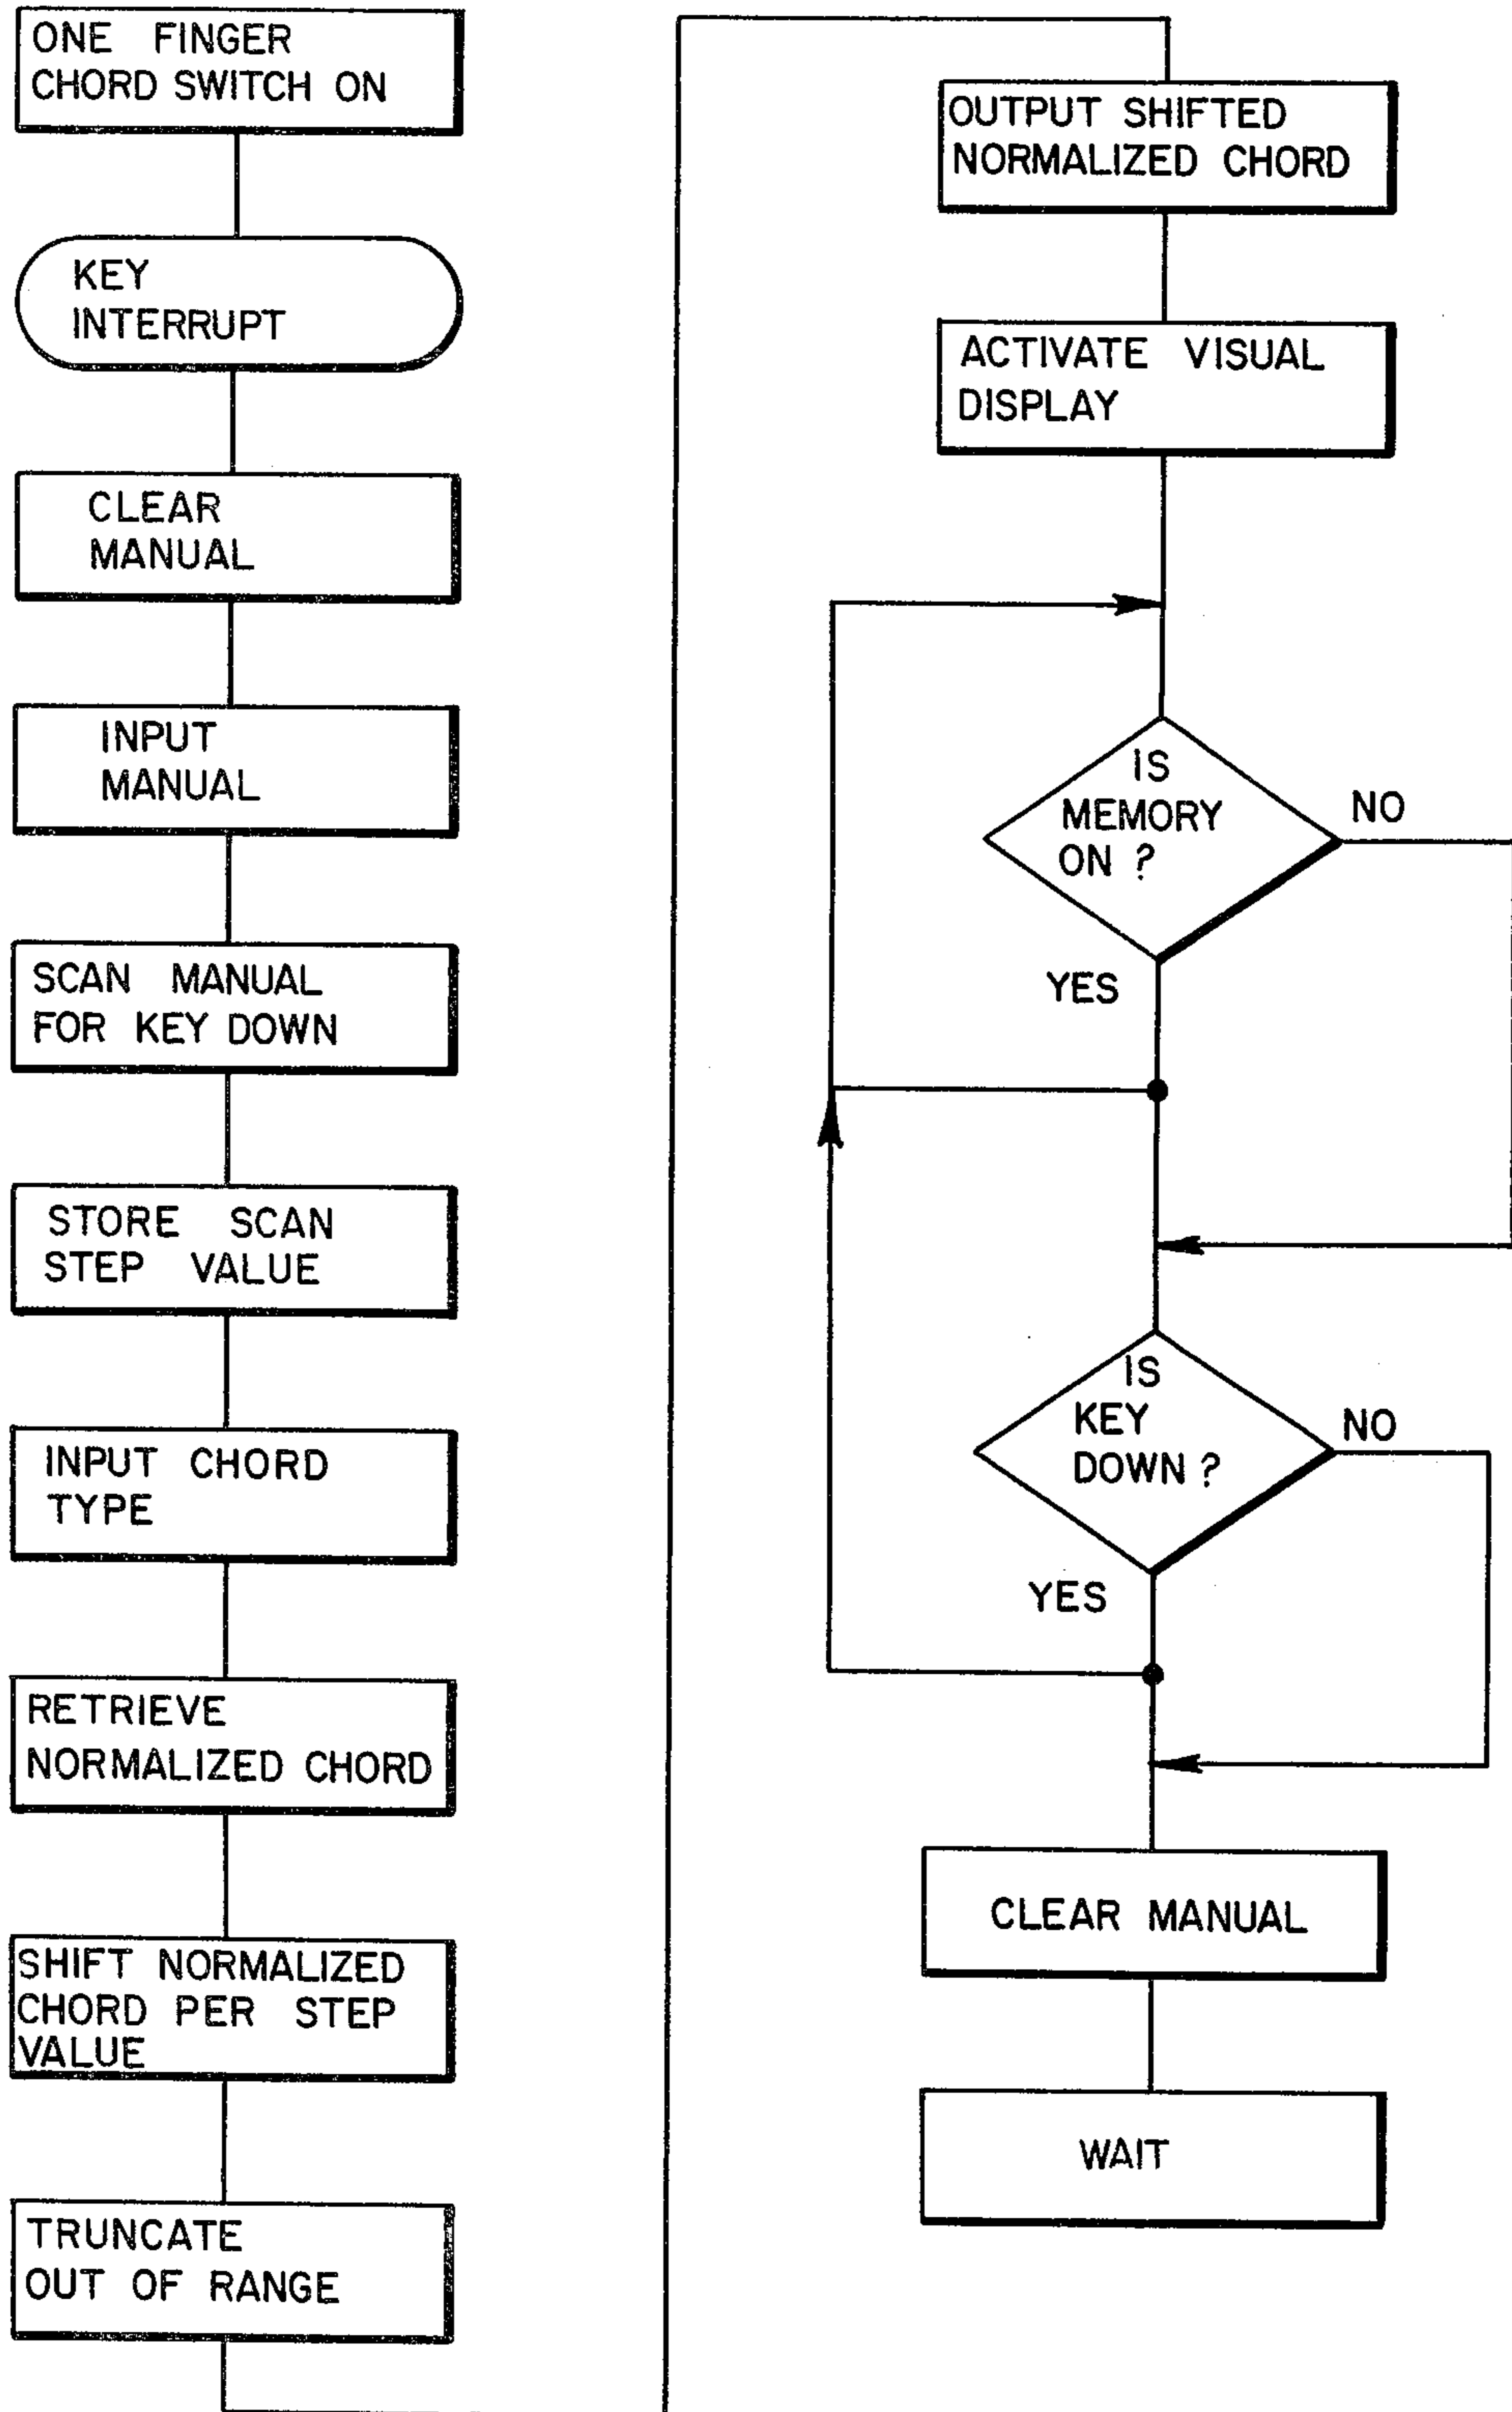 ONE FINGER
CHORD SWITCH ON
KEY
INTERRUPT
CLEAR
MANUAL
INPUT
MANUAL
SCAN MANUAL
FOR KEY DOWN
STORE SCAN
STEP VALUE
INPUT CHORD
TYPE
RETRIEVE
NORMALIZED CHORD
SHIFT NORMALIZED
CHORD PER STEP
VALUE
TRUNCATE
OUT OF RANGE
OUTPUT SHIFTED
NORMALIZED CHORD
ACTIVATE VISUAL
DISPLAY
IS
MEMORY
ON ?
NO
YES
IS
KEY
DOWN ?
NO
YES
CLEAR MANUAL
WAIT